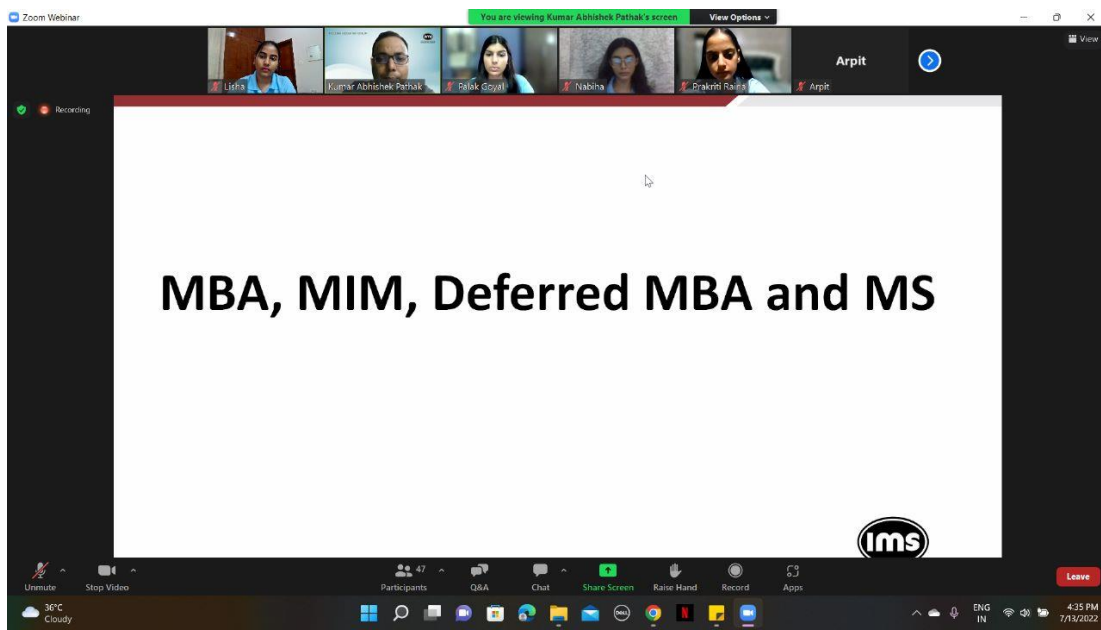 Zoom Webinar
You are viewing Kumar Abhishek Pathak's screen
View Options
View
Lisha
Kumar Abhishek Pathak
Palak Goyal
Nabiha
Prakriti Raina
Arpit
Arpit
Recording
MBA, MIM, Deferred MBA and MS
ims
Unmute
Stop Video
47
Participants
Q&A
Chat
Share Screen
Raise Hand
Record
Apps
Leave
36°C
Cloudy
DELL
N
ENG
IN
4:35 PM
7/13/2022